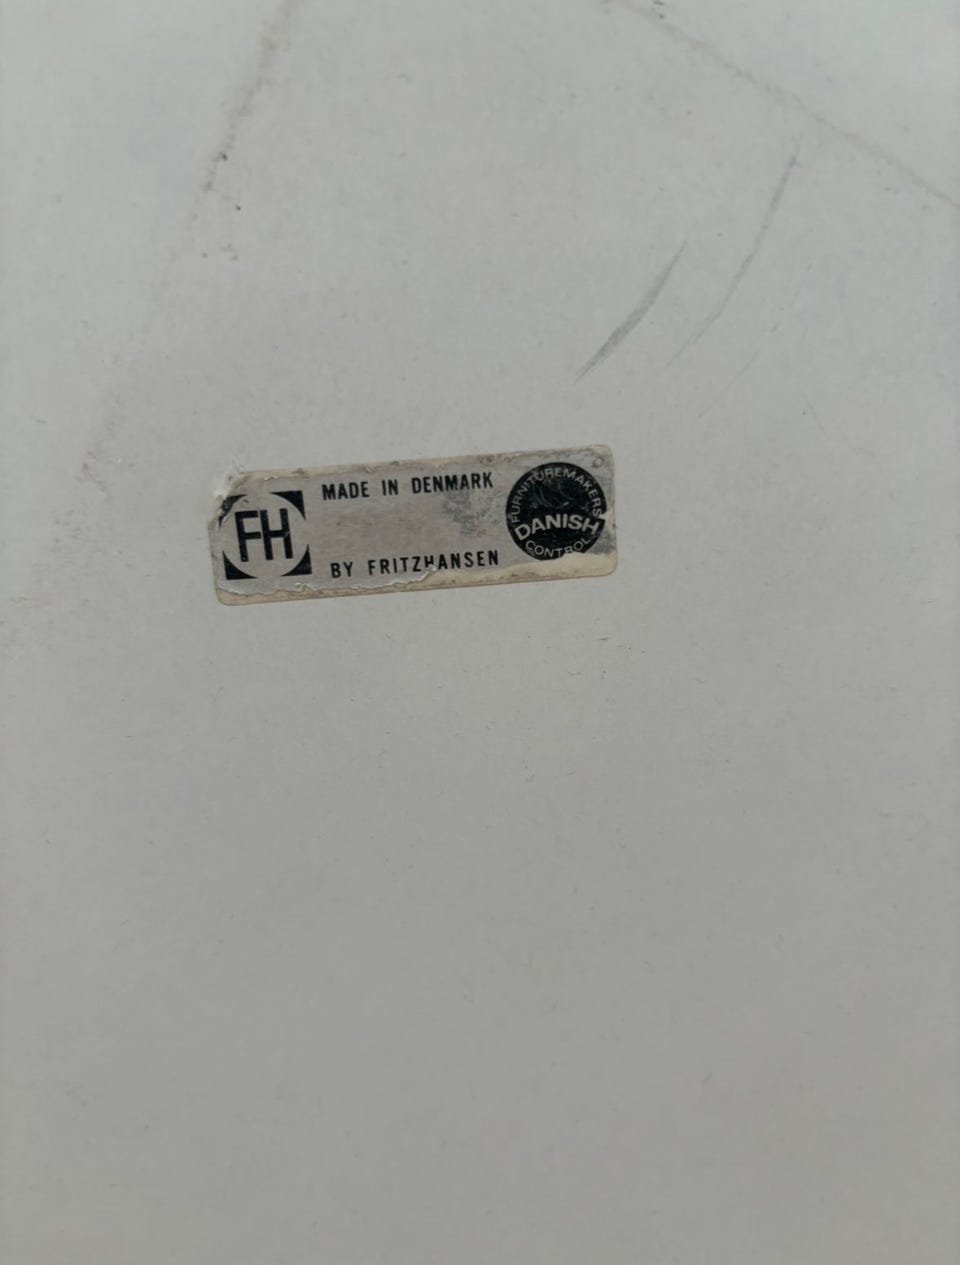 FH
MADE IN DENMARK
BY FRITZHANSEN
FURNITUREMAKERS
DANISH
CONTROL